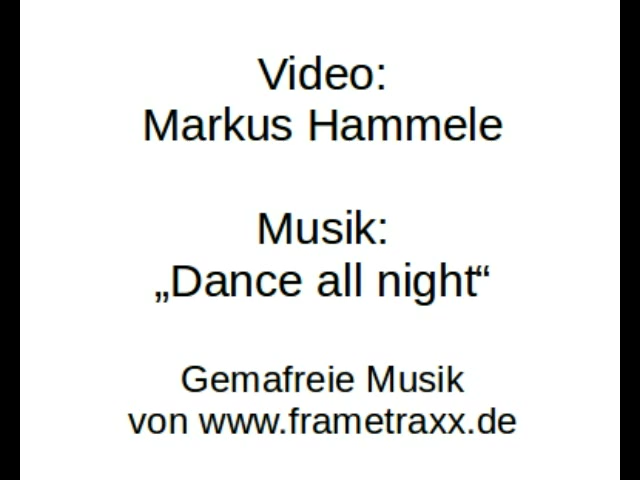 Video:
Markus Hammele
Musik:
„Dance all night“
Gemafreie Musik
von www.frametraxx.de